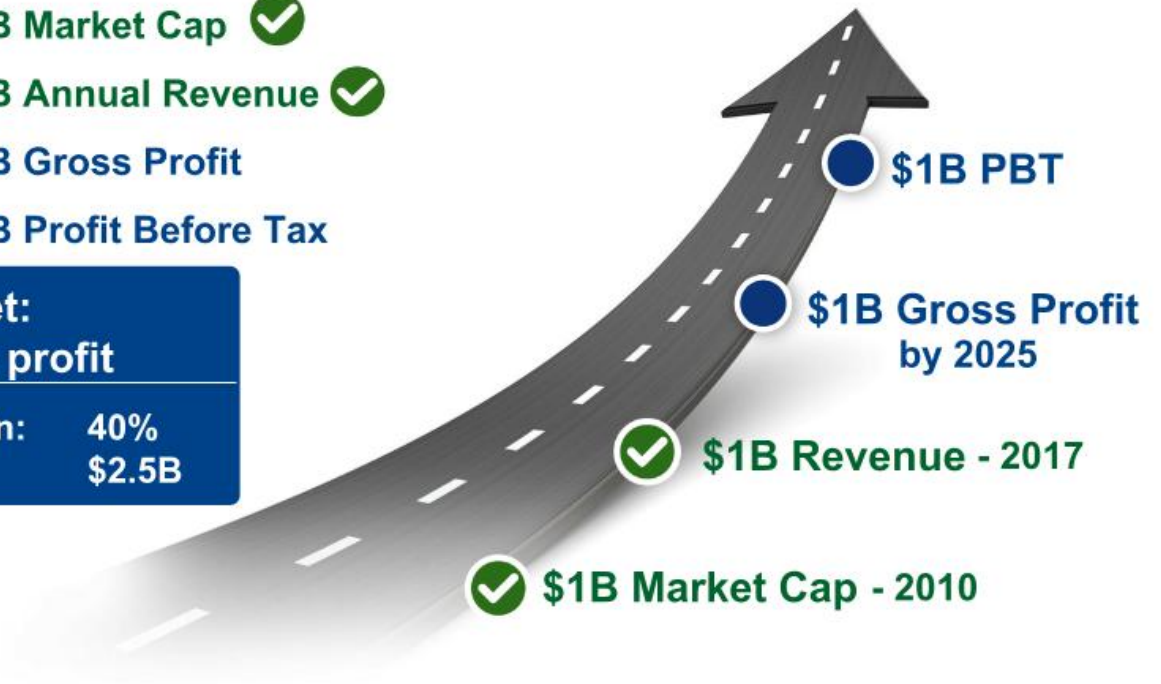 B Market Cap
B Annual Revenue
B Gross Profit
B Profit Before Tax
et:
profit
n: 40%
$2.5B
$1B PBT
$1B Gross Profit
by 2025
$1B Revenue - 2017
$1B Market Cap - 2010